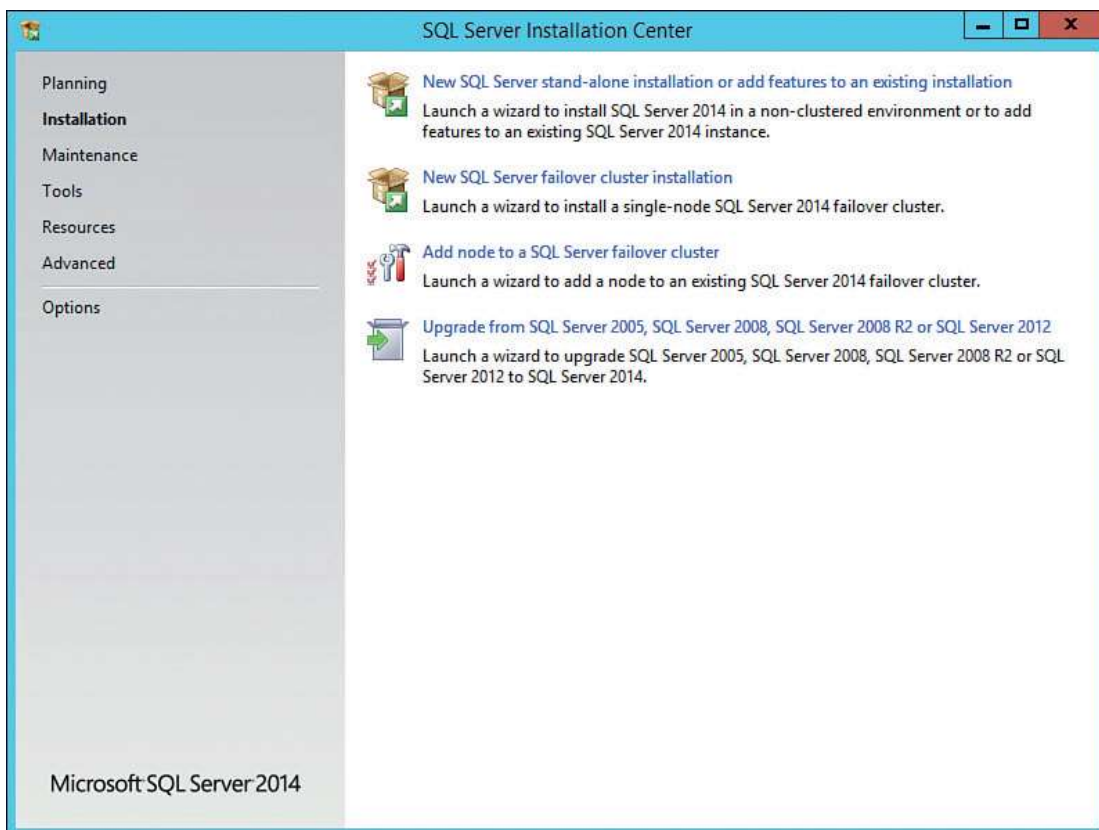 SQL Server Installation Center
Planning
Installation
Maintenance
Tools
Resources
Advanced
Options
New SQL Server stand-alone installation or add features to an existing installation
Launch a wizard to install SQL Server 2014 in a non-clustered environment or to add
features to an existing SQL Server 2014 instance.
New SQL Server failover cluster installation
Launch a wizard to install a single-node SQL Server 2014 failover cluster.
Add node to a SQL Server failover cluster
Launch a wizard to add a node to an existing SQL Server 2014 failover cluster.
Upgrade from SQL Server 2005, SQL Server 2008, SQL Server 2008 R2 or SQL Server 2012
Launch a wizard to upgrade SQL Server 2005, SQL Server 2008, SQL Server 2008 R2 or SQL
Server 2012 to SQL Server 2014.
Microsoft SQL Server 2014